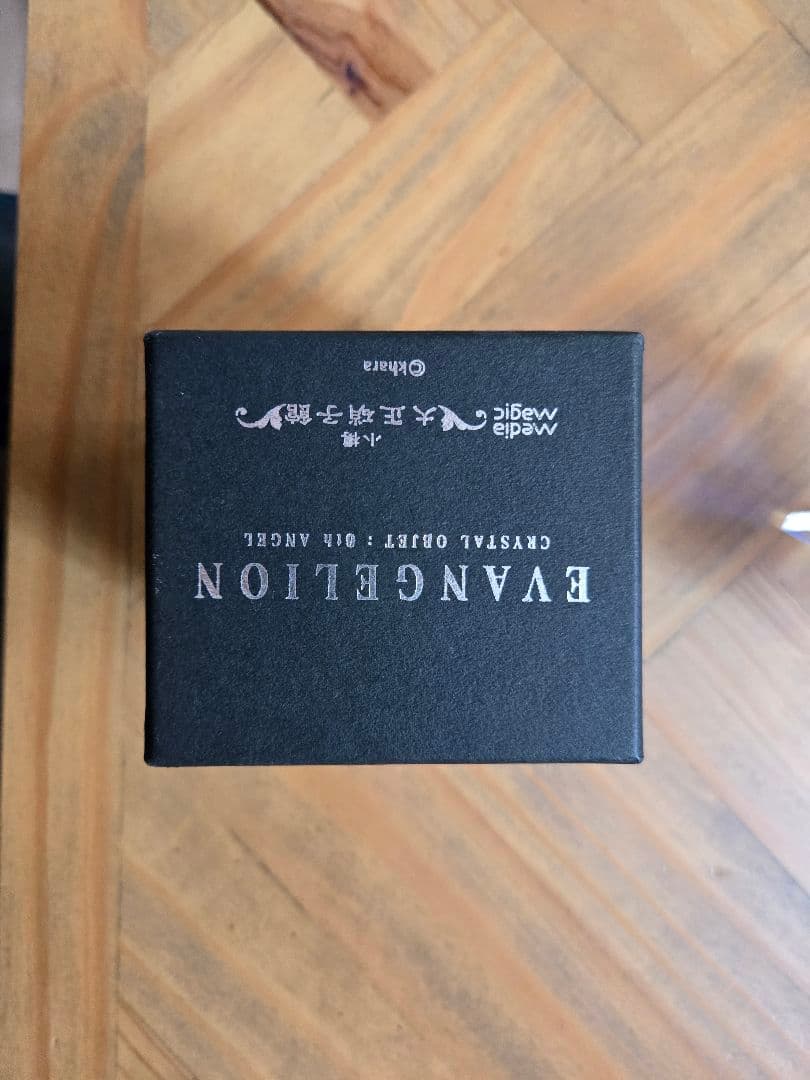 EVANGELION
CRYSTAL OBJET : 6th ANGEL
media magic
小樽
大正硝子館
©khara